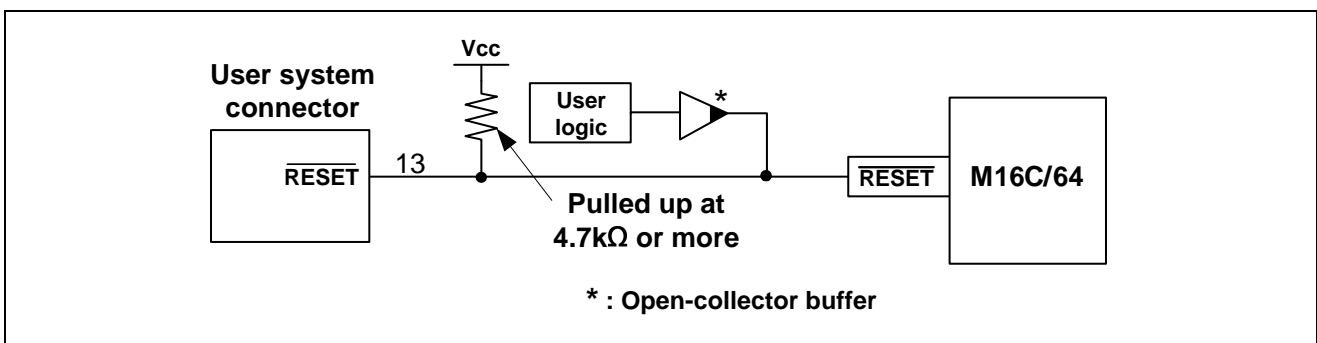 Vcc
User system
connector
User
logic
*
RESET
13
RESET
M16C/64
Pulled up at
4.7kΩ or more
* : Open-collector buffer